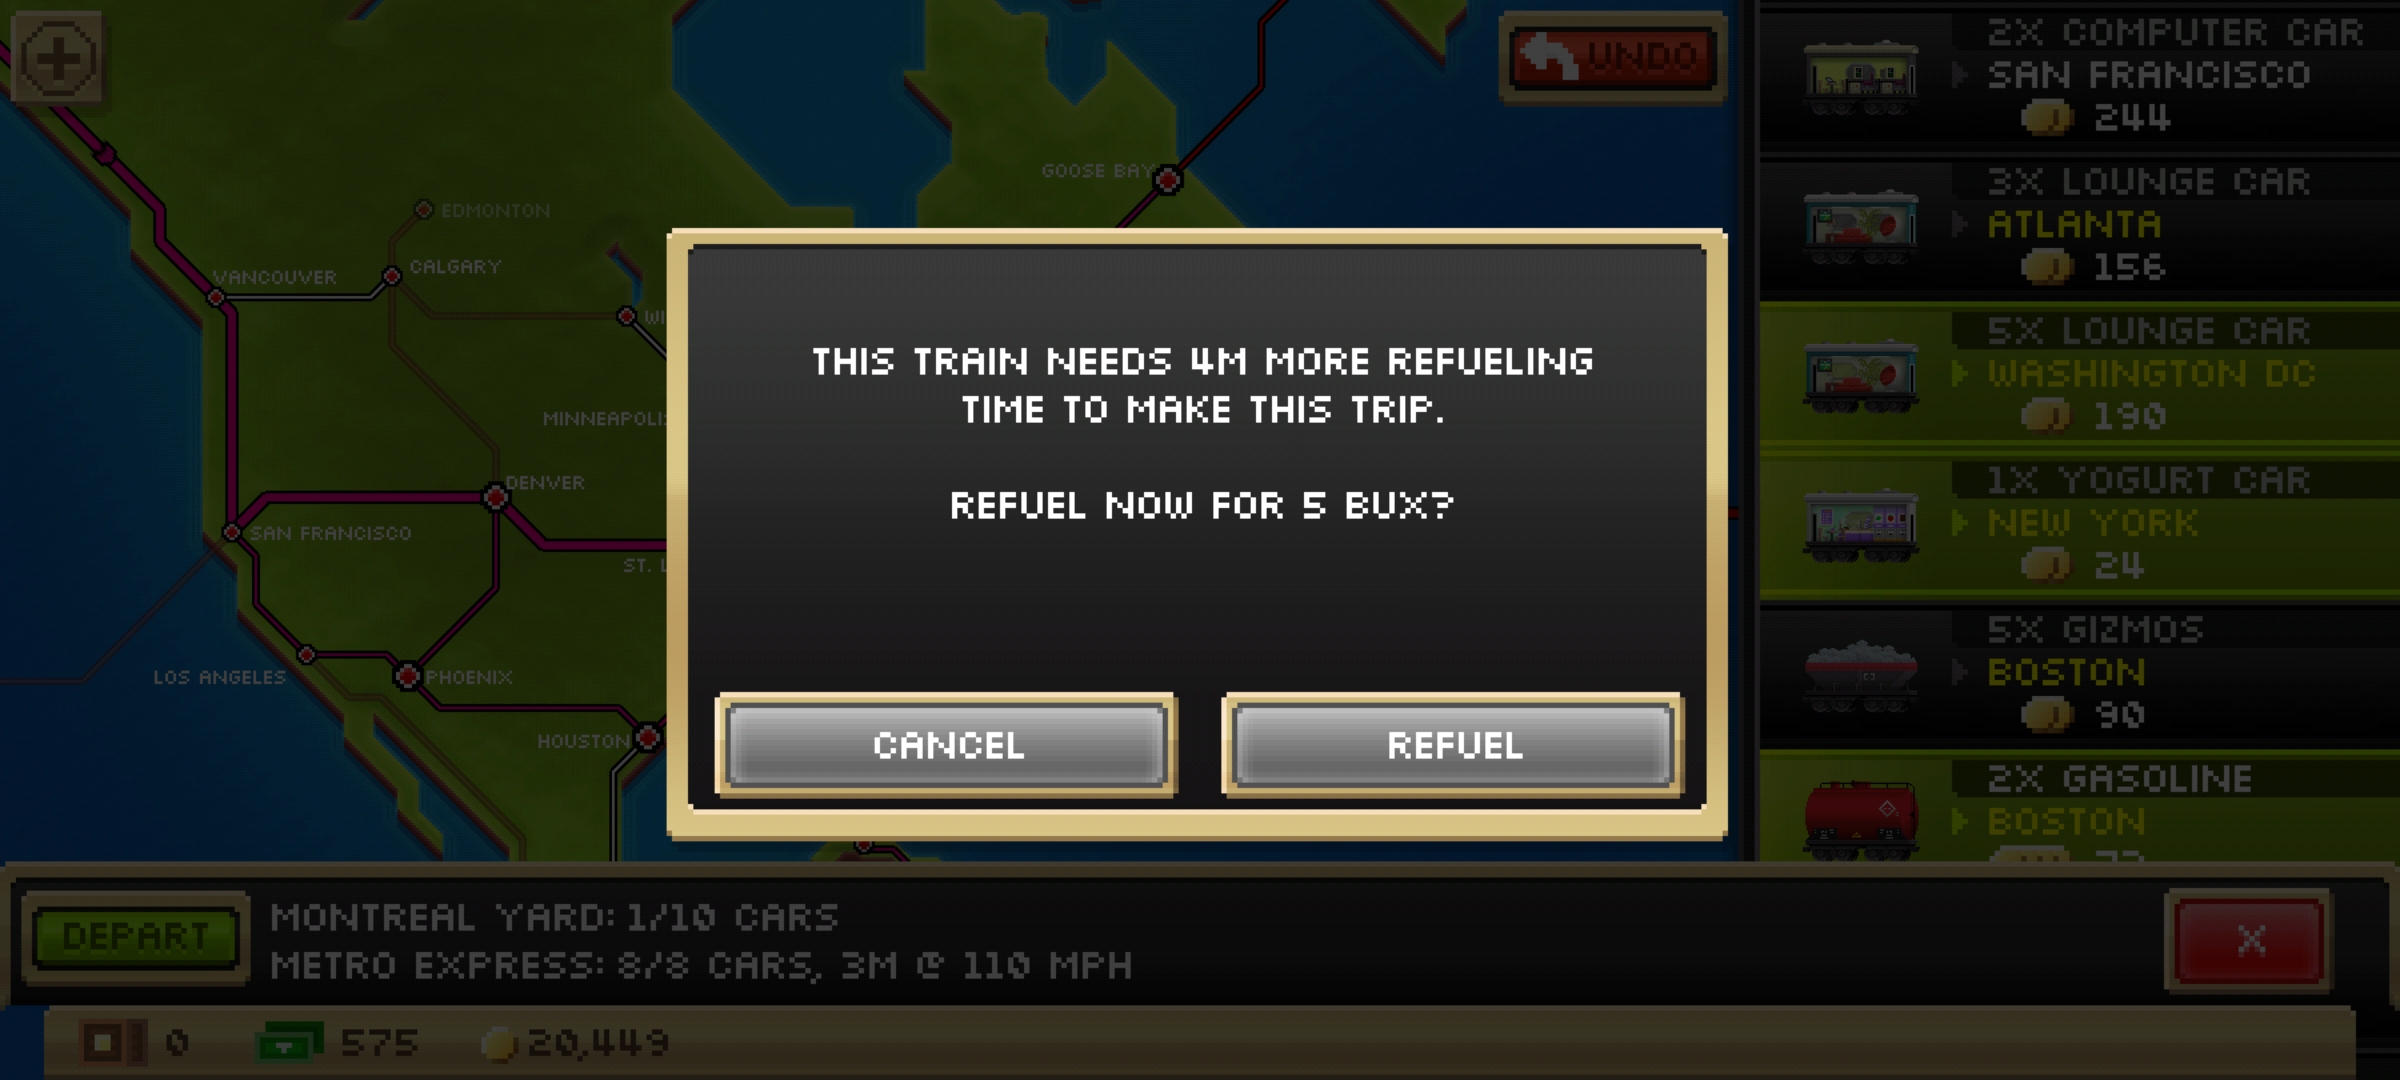 UNDO
GOOSE BAY
EDMONTON
CALGARY
VANCOUVER
DENVER
SAN FRANCISCO
LOS ANGELES
PHOENIX
HOUSTON
THIS TRAIN NEEDS 4M MORE REFUELING
TIME TO MAKE THIS TRIP.
REFUEL NOW FOR 5 BUX?
CANCEL
REFUEL
2X COMPUTER CAR
SAN FRANCISCO
244
3X LOUNGE CAR
ATLANTA
156
5X LOUNGE CAR
WASHINGTON DC
190
1X YOGURT CAR
NEW YORK
24
5X GIZMOS
BOSTON
90
2X GASOLINE
BOSTON
DEPART
MONTREAL YARD: 1/10 CARS
METRO EXPRESS: 8/8 CARS, 3M @ 110 MPH
X
0
575
20,449